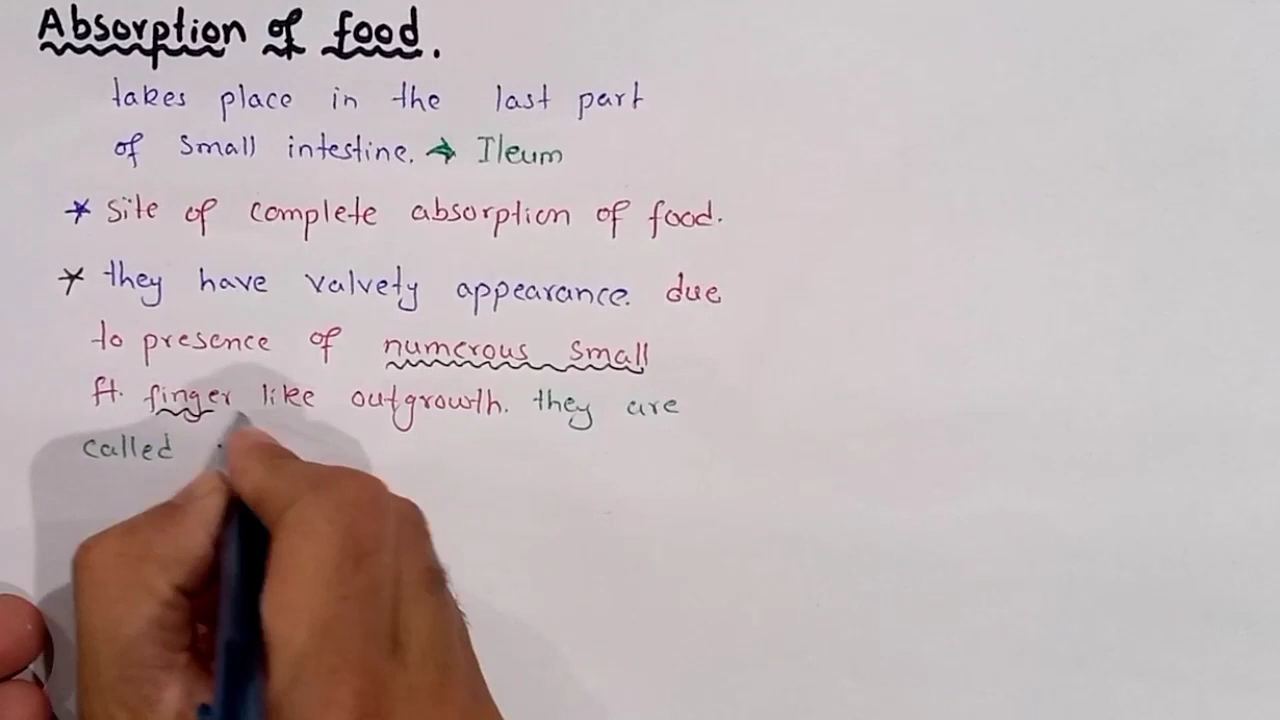 Absorption of food.
takes place in the last part
of small intestine. → Ileum
* Site of complete absorption of food.
* they have valvety appearance. due
to presence of numerous small
ft. finger like outgrowth. they are
called